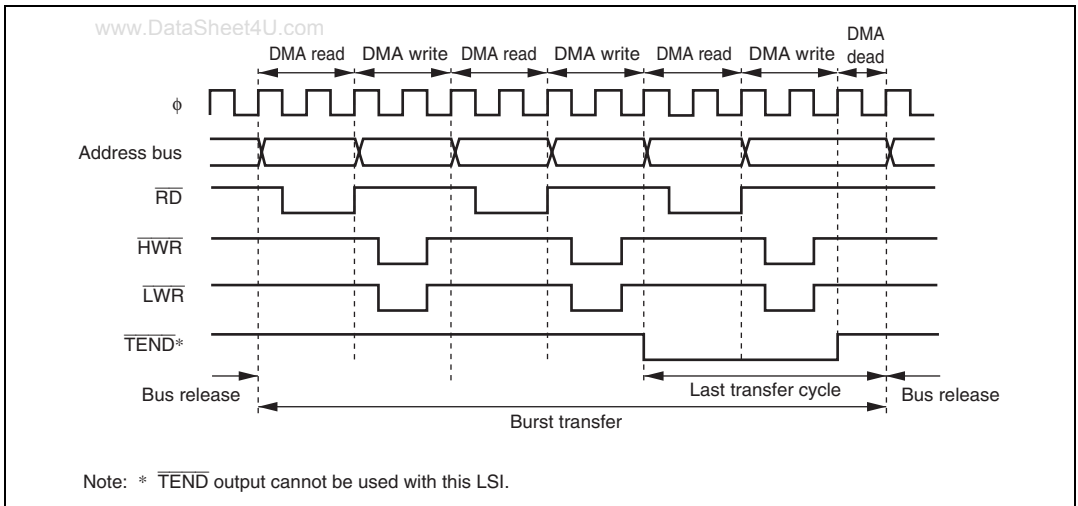 www.DataSheet4U.com
DMA read DMA write DMA read DMA write DMA read DMA write DMA dead
φ
Address bus
RD
HWR
LWR
TEND*
Bus release
Last transfer cycle
Bus release
Burst transfer
Note: * TEND output cannot be used with this LSI.